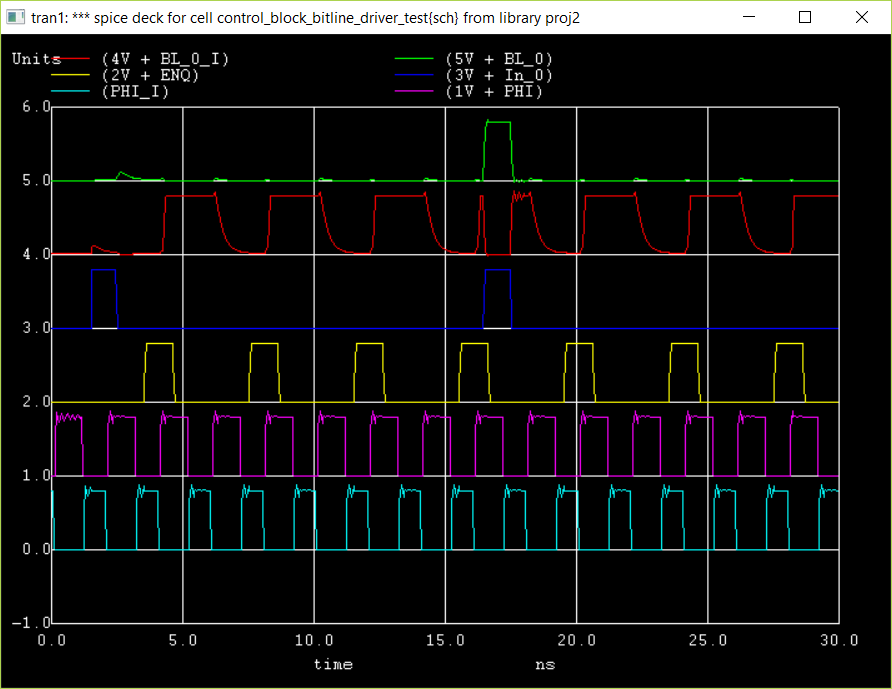 tran1: *** spice deck for cell control_block_bitline_driver_test{sch} from library proj2
Units (4V + BL_0_I) (5V + BL_0)
(2V + ENQ) (3V + In_0)
(PHI_I) (1V + PHI)
6.0
5.0
4.0
3.0
2.0
1.0
0.0
-1.0
0.0 5.0 10.0 15.0 20.0 25.0 30.0
time ns